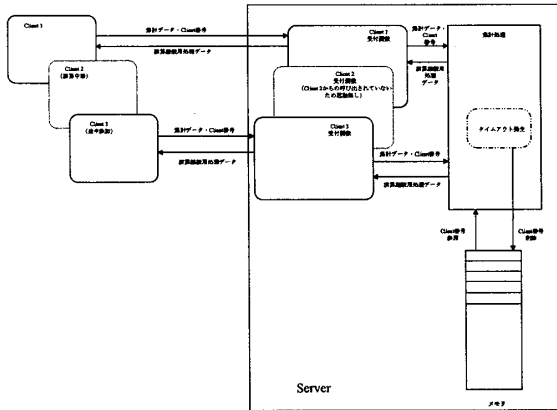 Client 1
Client 2
(演算中断)
Client 3
(途中参加)
集計データ・Client番号
演算継続用処理データ
集計データ・Client番号
演算継続用処理データ
Client 1
受付関数
Client 2
受付関数
(Client 2からの呼び出されていない
ため起動無し)
Client 3
受付関数
集計データ・
Client
番号
演算継続
用処理
データ
集計データ・Client番号
演算継続用処理データ
集計処理
タイムアウト発生
Client番号
参照
Client番号
削除
Server
メモリ